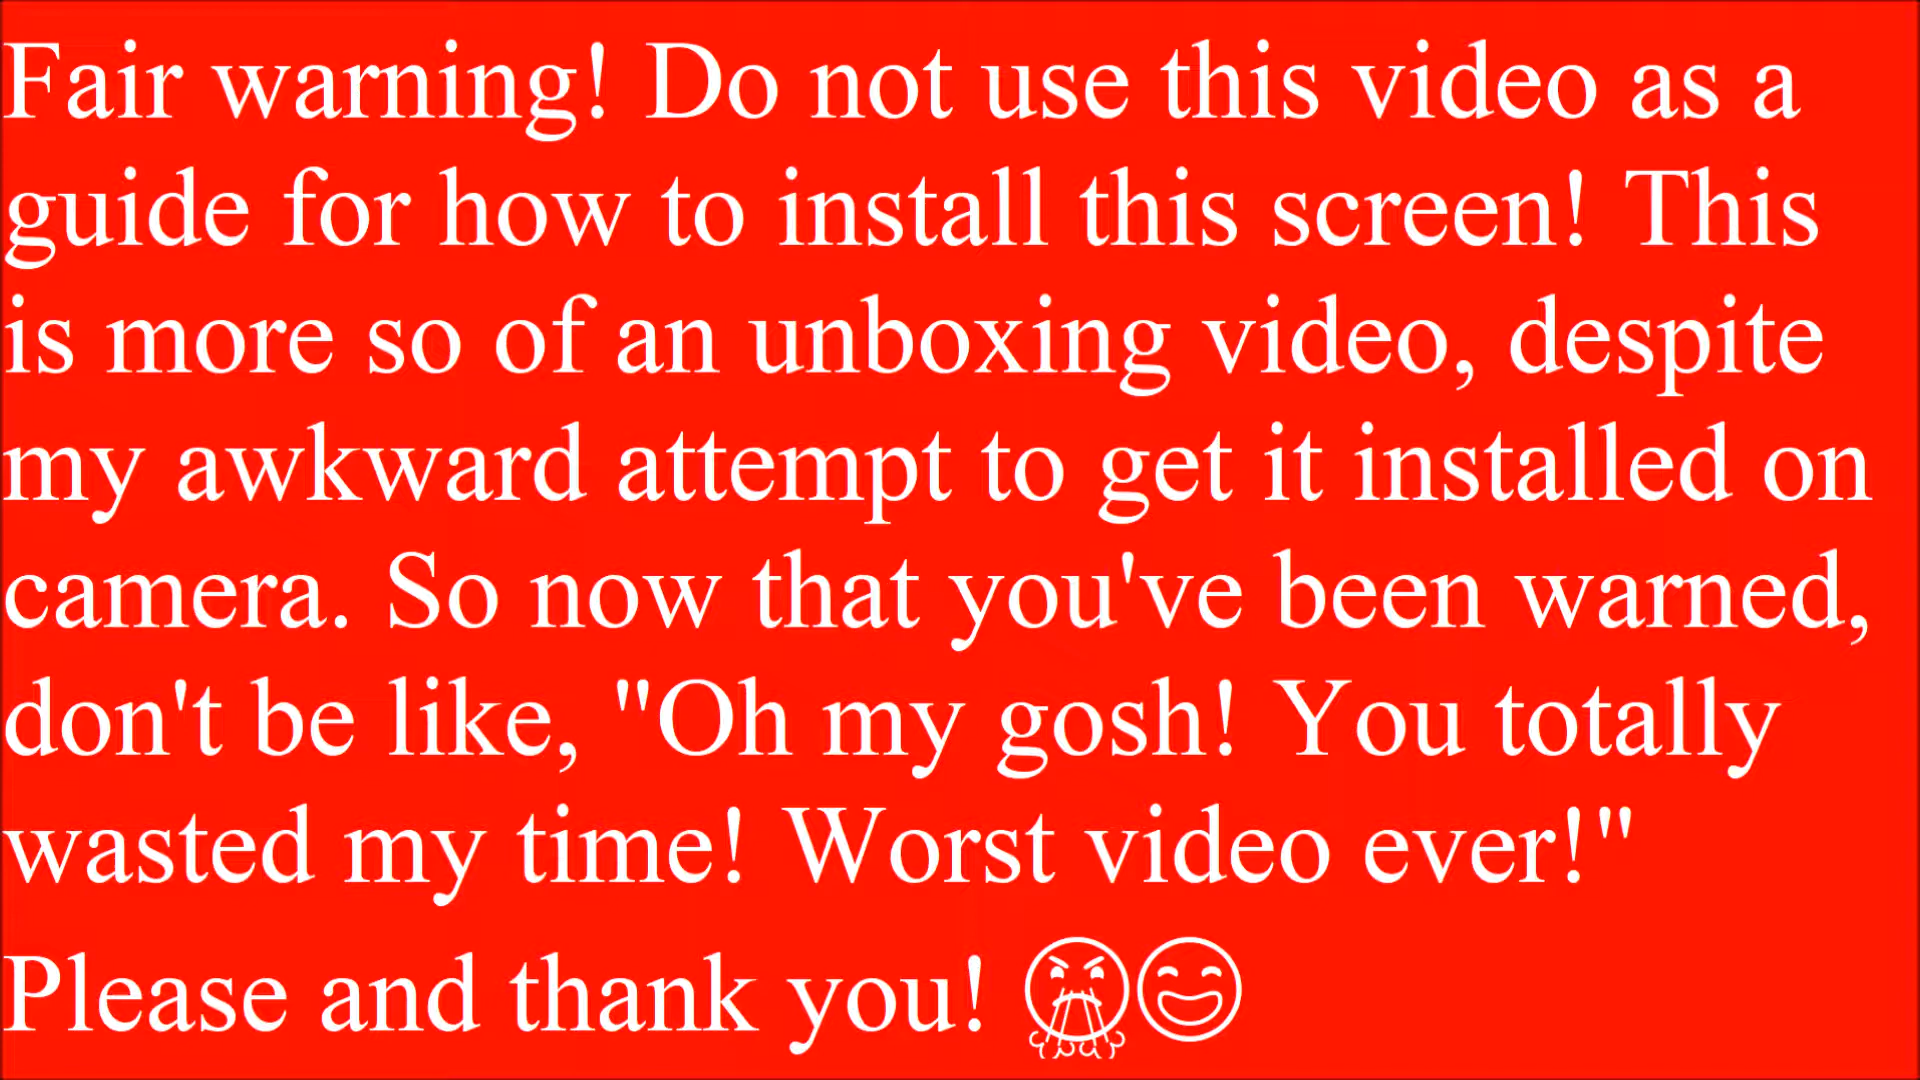 Fair warning! Do not use this video as a
guide for how to install this screen! This
is more so of an unboxing video, despite
my awkward attempt to get it installed on
camera. So now that you've been warned,
don't be like, "Oh my gosh! You totally
wasted my time! Worst video ever!"
Please and thank you! 😤😄